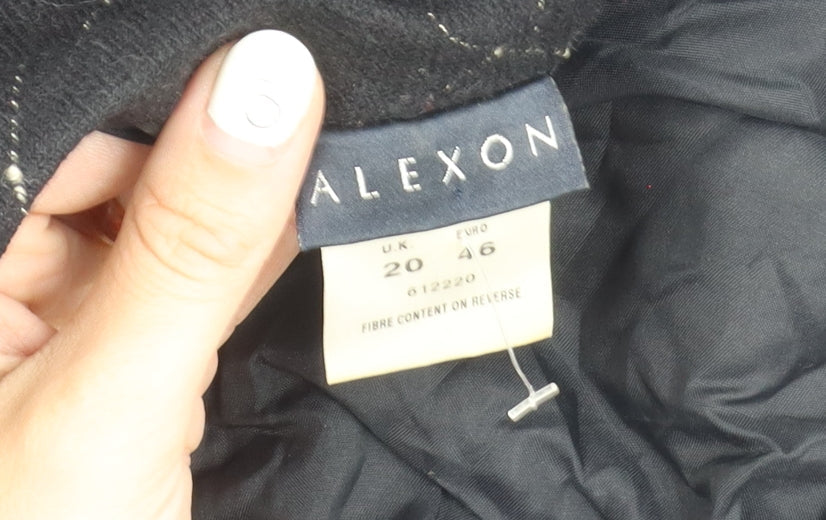 ALEXON
U.K. EURO
20 46
612220
FIBRE CONTENT ON REVERSE